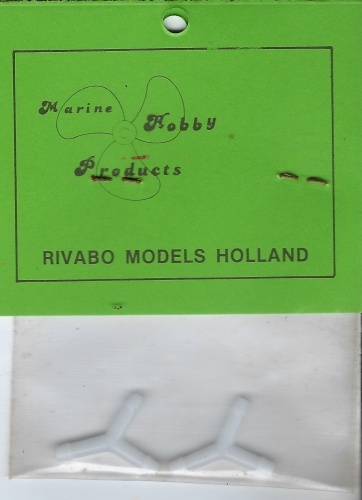 Marine
Hobby
Products
RIVABO MODELS HOLLAND